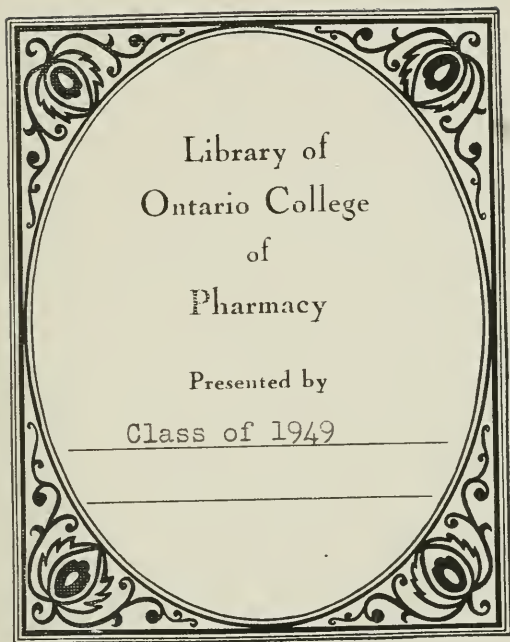 Library of
Ontario College
of
Pharmacy
Presented by
Class of 1949